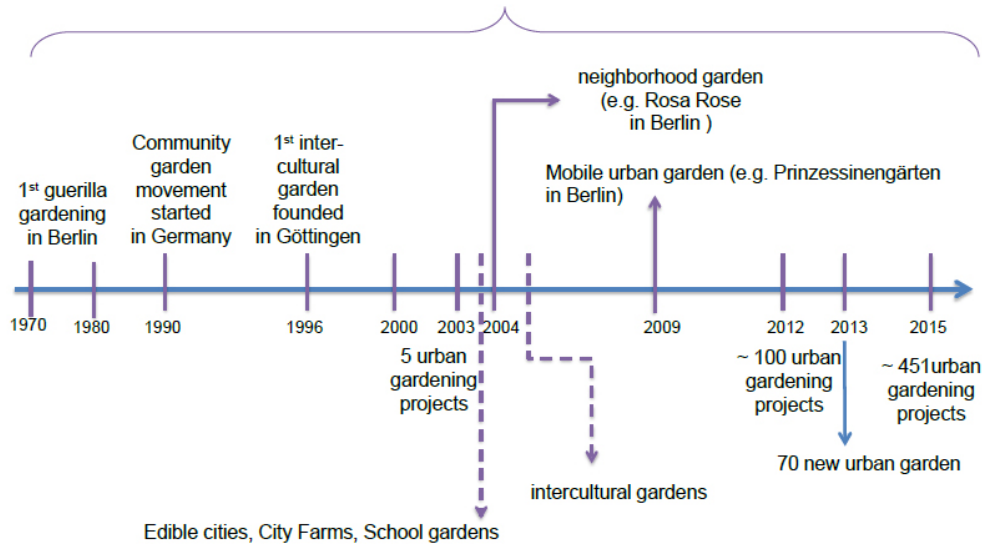 neighborhood garden
(e.g. Rosa Rose
in Berlin )
Community
garden
movement
started
in Germany
1st inter-
cultural
garden
founded
in Göttingen
1st guerilla
gardening
in Berlin
Mobile urban garden (e.g. Prinzessinengärten
in Berlin)
1970
1980
1990
1996
2000
2003
2004
2009
2012
2013
2015
5 urban
gardening
projects
~ 100 urban
gardening
projects
~ 451urban
gardening
projects
70 new urban garden
intercultural gardens
Edible cities, City Farms, School gardens